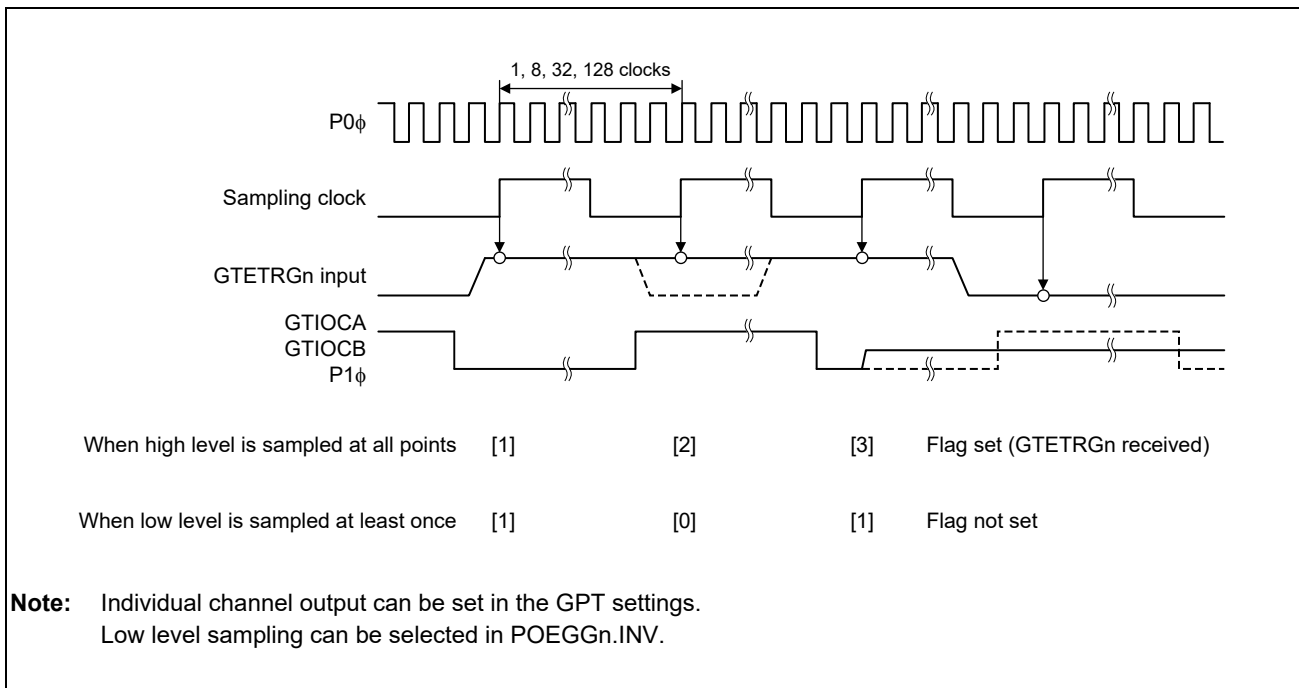 1, 8, 32, 128 clocks
P0ϕ
Sampling clock
GTETRGn input
GTIOCA
GTIOCB
P1ϕ
When high level is sampled at all points [1] [2] [3] Flag set (GTETRGn received)
When low level is sampled at least once [1] [0] [1] Flag not set
Note: Individual channel output can be set in the GPT settings.
Low level sampling can be selected in POEGGn.INV.